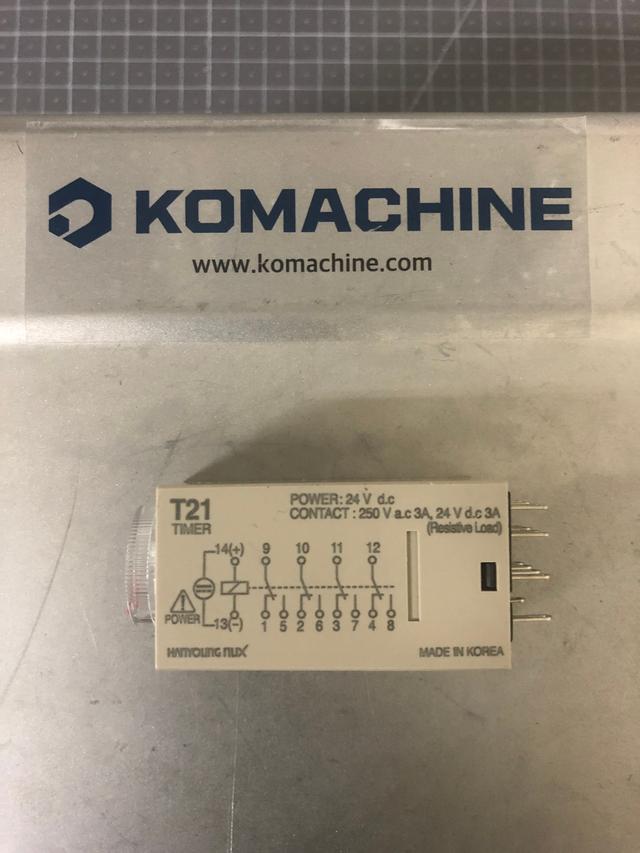 KOMACHINE
www.komachine.com
T21
TIMER
POWER: 24 V d.c
CONTACT : 250 V a.c 3A, 24 V d.c 3A
(Resistive Load)
14(+) 9 10 11 12
POWER
13(-) 1 5 2 6 3 7 4 8
HANYOUNG NUX
MADE IN KOREA